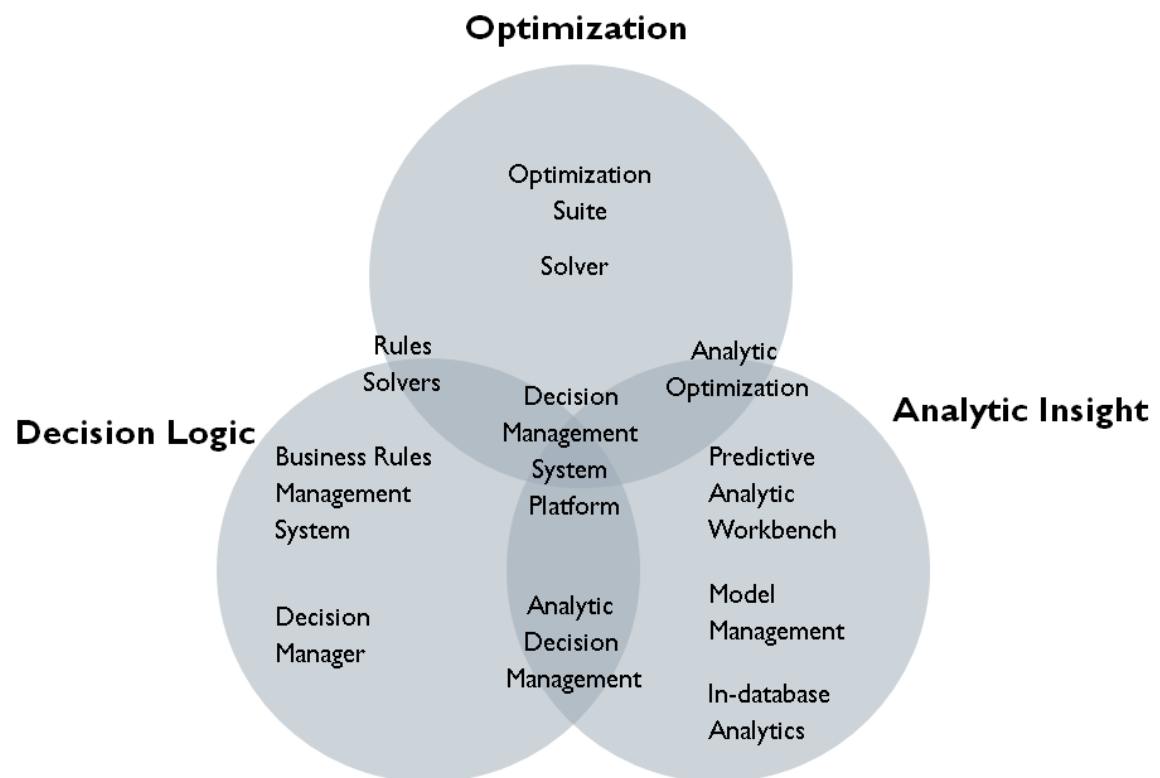 Optimization
Optimization
Suite
Solver
Rules
Solvers
Analytic
Optimization
Decision
Management
System
Platform
Decision Logic
Analytic Insight
Business Rules
Management
System
Decision
Manager
Analytic
Decision
Management
Predictive
Analytic
Workbench
Model
Management
In-database
Analytics